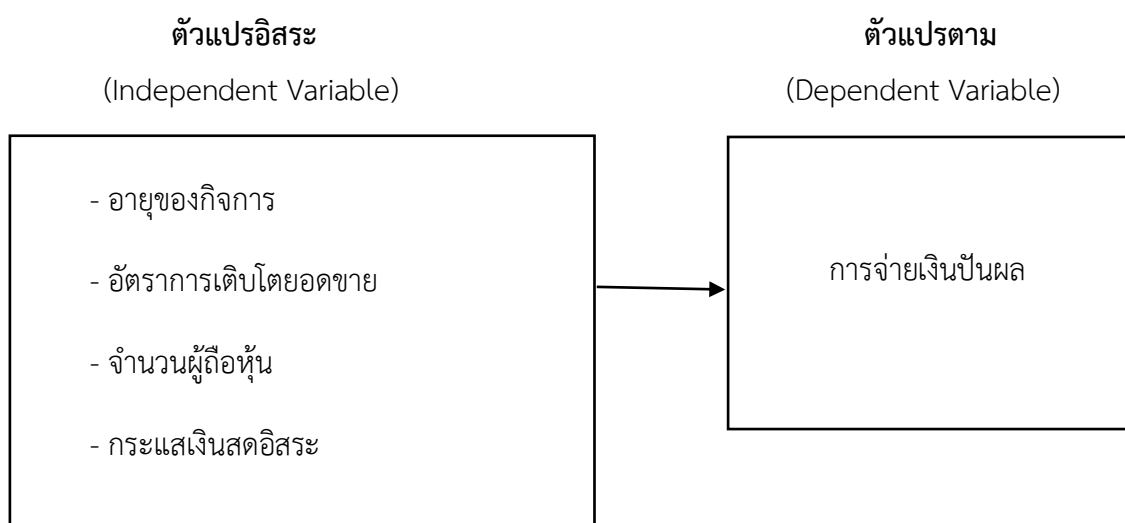 ตัวแปรอิสระ
(Independent Variable)
- อายุของกิจการ
- อัตราการเติบโตยอดขาย
- จำนวนผู้ถือหุ้น
- กระแสเงินสดอิสระ
ตัวแปรตาม
(Dependent Variable)
การจ่ายเงินปันผล